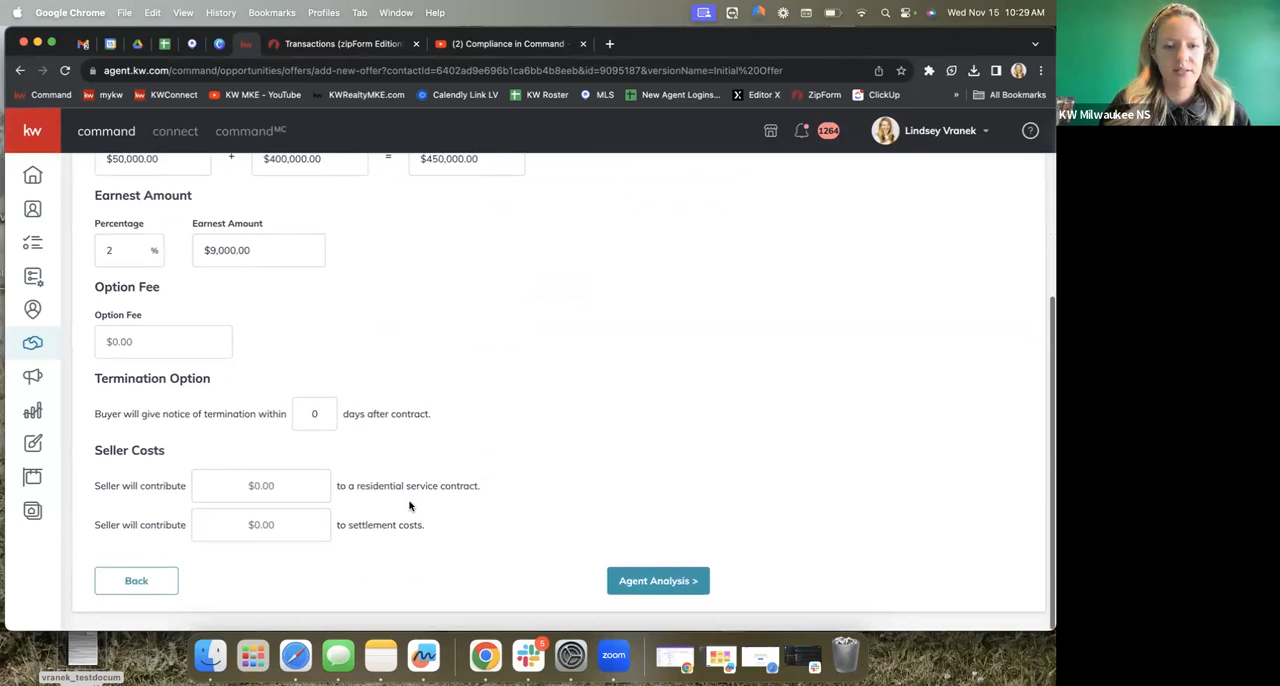 Google Chrome File Edit View History Bookmarks Profiles Tab Window Help Wed Nov 15 10:29 AM
Transactions (zipForm Edition) (2) Compliance in Command -
agent.kw.com/command/opportunities/offers/add-new-offer?contactId=6402ad9e696b1ca6bb4b8eeb&id=9095187&versionName=Initial%20Offer
Command mykw KWConnect KW MKE - YouTube KWRealtyMKE.com Calendly Link LV KW Roster MLS New Agent Logins... Editor X ZipForm ClickUp » All Bookmarks
KW Milwaukee NS
kw command connect commandMC 1264 Lindsey Vranek
$50,000.00 + $400,000.00 = $450,000.00
Earnest Amount
Percentage Earnest Amount
2 % $9,000.00
Option Fee
Option Fee
$0.00
Termination Option
Buyer will give notice of termination within 0 days after contract.
Seller Costs
Seller will contribute $0.00 to a residential service contract.
Seller will contribute $0.00 to settlement costs.
Back Agent Analysis >
5
zoom
vranek_testdocum